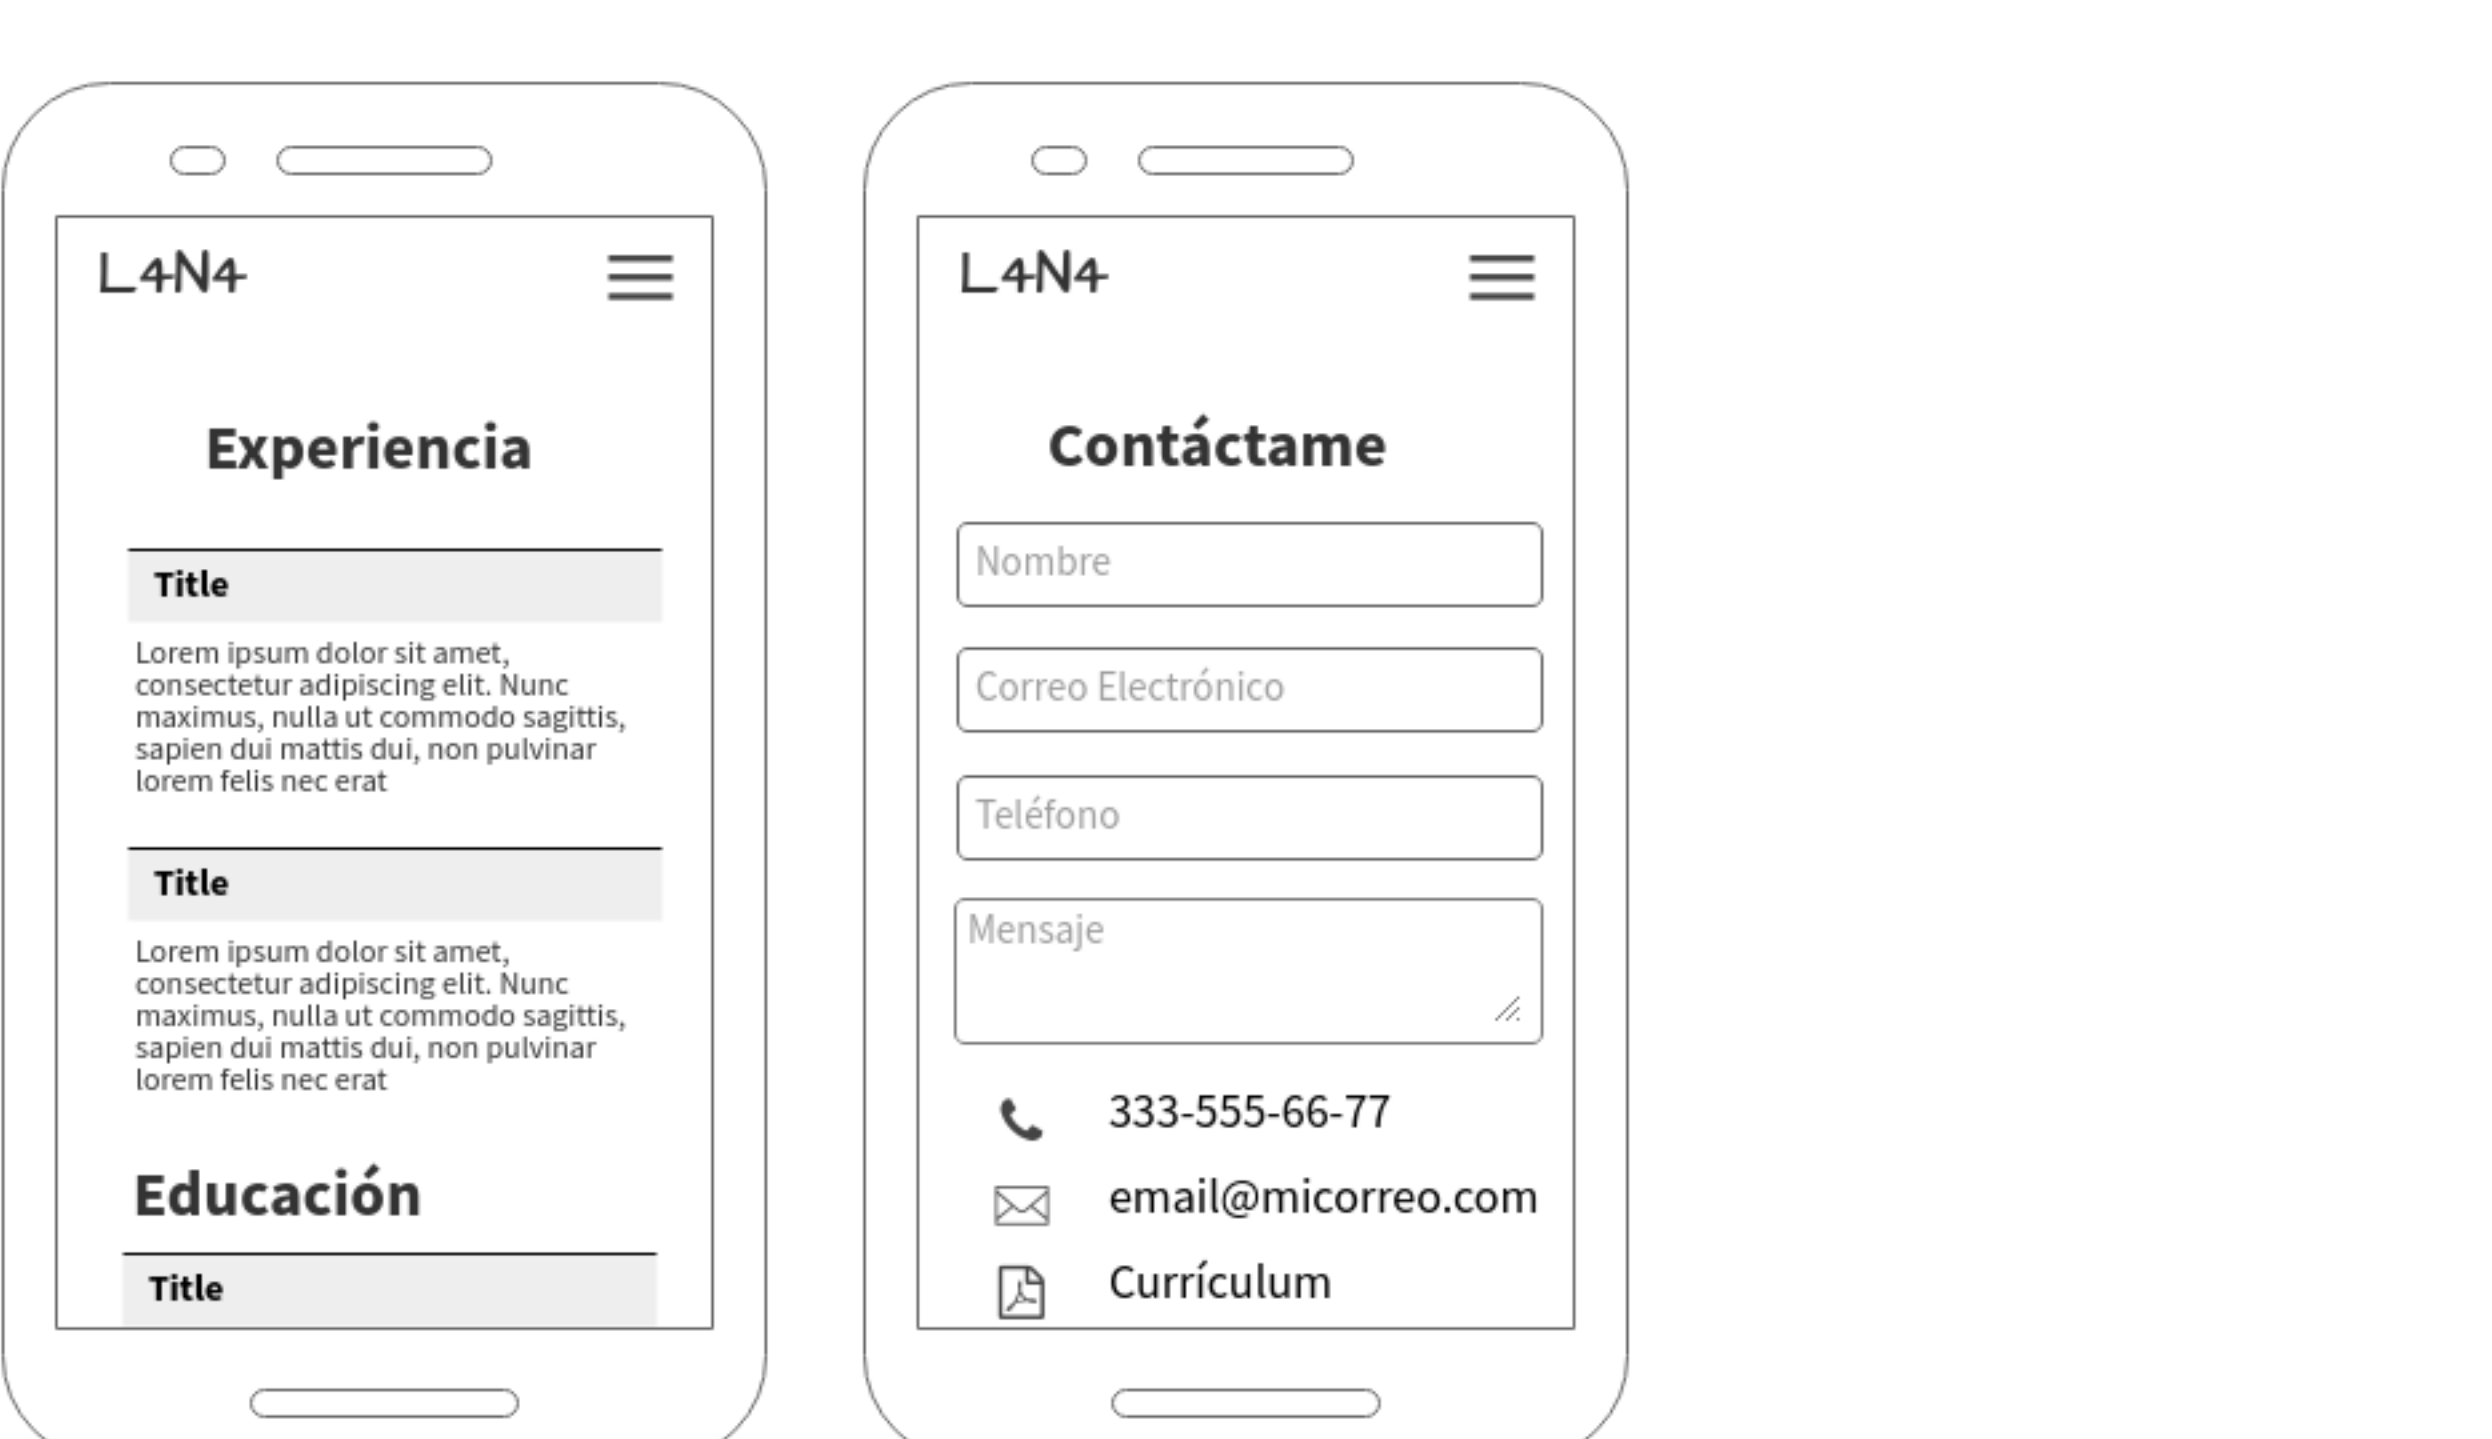 L4N4
Experiencia
Title
Lorem ipsum dolor sit amet,
consectetur adipiscing elit. Nunc
maximus, nulla ut commodo sagittis,
sapien dui mattis dui, non pulvinar
lorem felis nec erat
Title
Lorem ipsum dolor sit amet,
consectetur adipiscing elit. Nunc
maximus, nulla ut commodo sagittis,
sapien dui mattis dui, non pulvinar
lorem felis nec erat
Educación
Title
L4N4
Contáctame
Nombre
Correo Electrónico
Teléfono
Mensaje
333-555-66-77
email@micorreo.com
Currículum